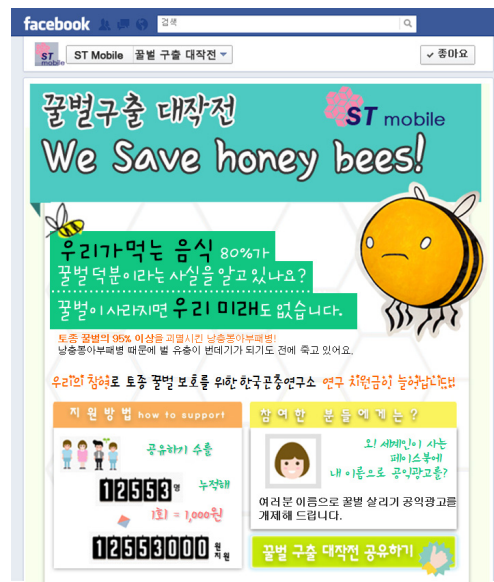 facebook
검색
ST mobile
ST Mobile 꿀벌 구출 대작전
좋아요
꿀벌구출 대작전
ST mobile
We Save honey bees!
우리가먹는 음식 80%가
꿀벌 덕분이라는 사실을 알고 있나요?
꿀벌이 사라지면 우리 미래도 없습니다.
토종 꿀벌의 95% 이상을 괴멸시킨 낭충봉아부패병!
낭충봉아부패병 때문에 벌 유충이 번데기가 되기도 전에 죽고 있어요.
우리의 참여로 토종 꿀벌 보호를 위한 한국곤충연구소 연구 지원금이 늘어납니다!
지원방법 how to support
공유하기 수를
12553명 누적해
1회 = 1,000원
12553000 원 지원
참여한 분들에게는?
오! 세계인이 사는
페이스북에
내 이름으로 공익광고를?
여러분 이름으로 꿀벌 살리기 공익광고를
개제해 드립니다.
꿀벌 구출 대작전 공유하기